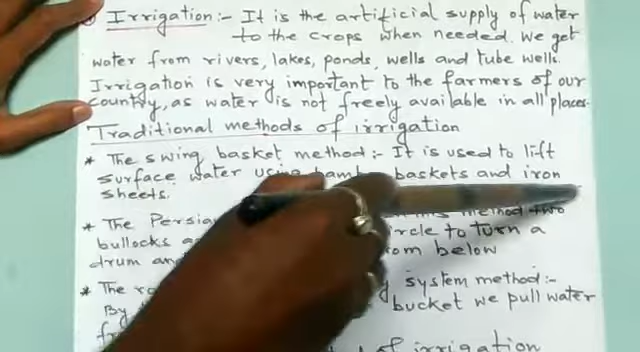 Irrigation :- It is the artificial supply of water
to the crops when needed. We get
water from rivers, lakes, ponds, wells and tube wells.
Irrigation is very important to the farmers of our
country, as water is not freely available in all places.
Traditional methods of irrigation
* The swing basket method :- It is used to lift
surface water using bamboo baskets and iron
sheets.
* The Persian this method two
bullocks circle to turn a
drum from below
* The system method :-
By bucket we pull water
of irrigation